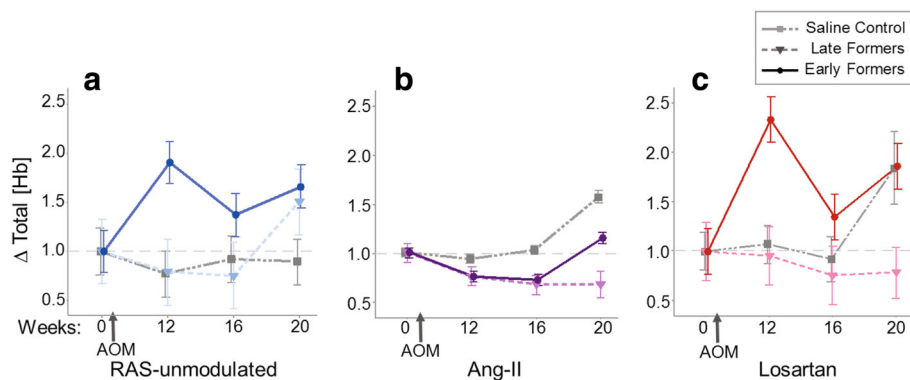 Saline Control
Late Formers
Early Formers
a
b
c
Δ Total [Hb]
2.5
2.0
1.5
1.0
0.5
2.5
2.0
1.5
1.0
0.5
2.5
2.0
1.5
1.0
0.5
Weeks: 0 12 16 20
0 12 16 20
0 12 16 20
AOM
AOM
AOM
RAS-unmodulated
Ang-II
Losartan